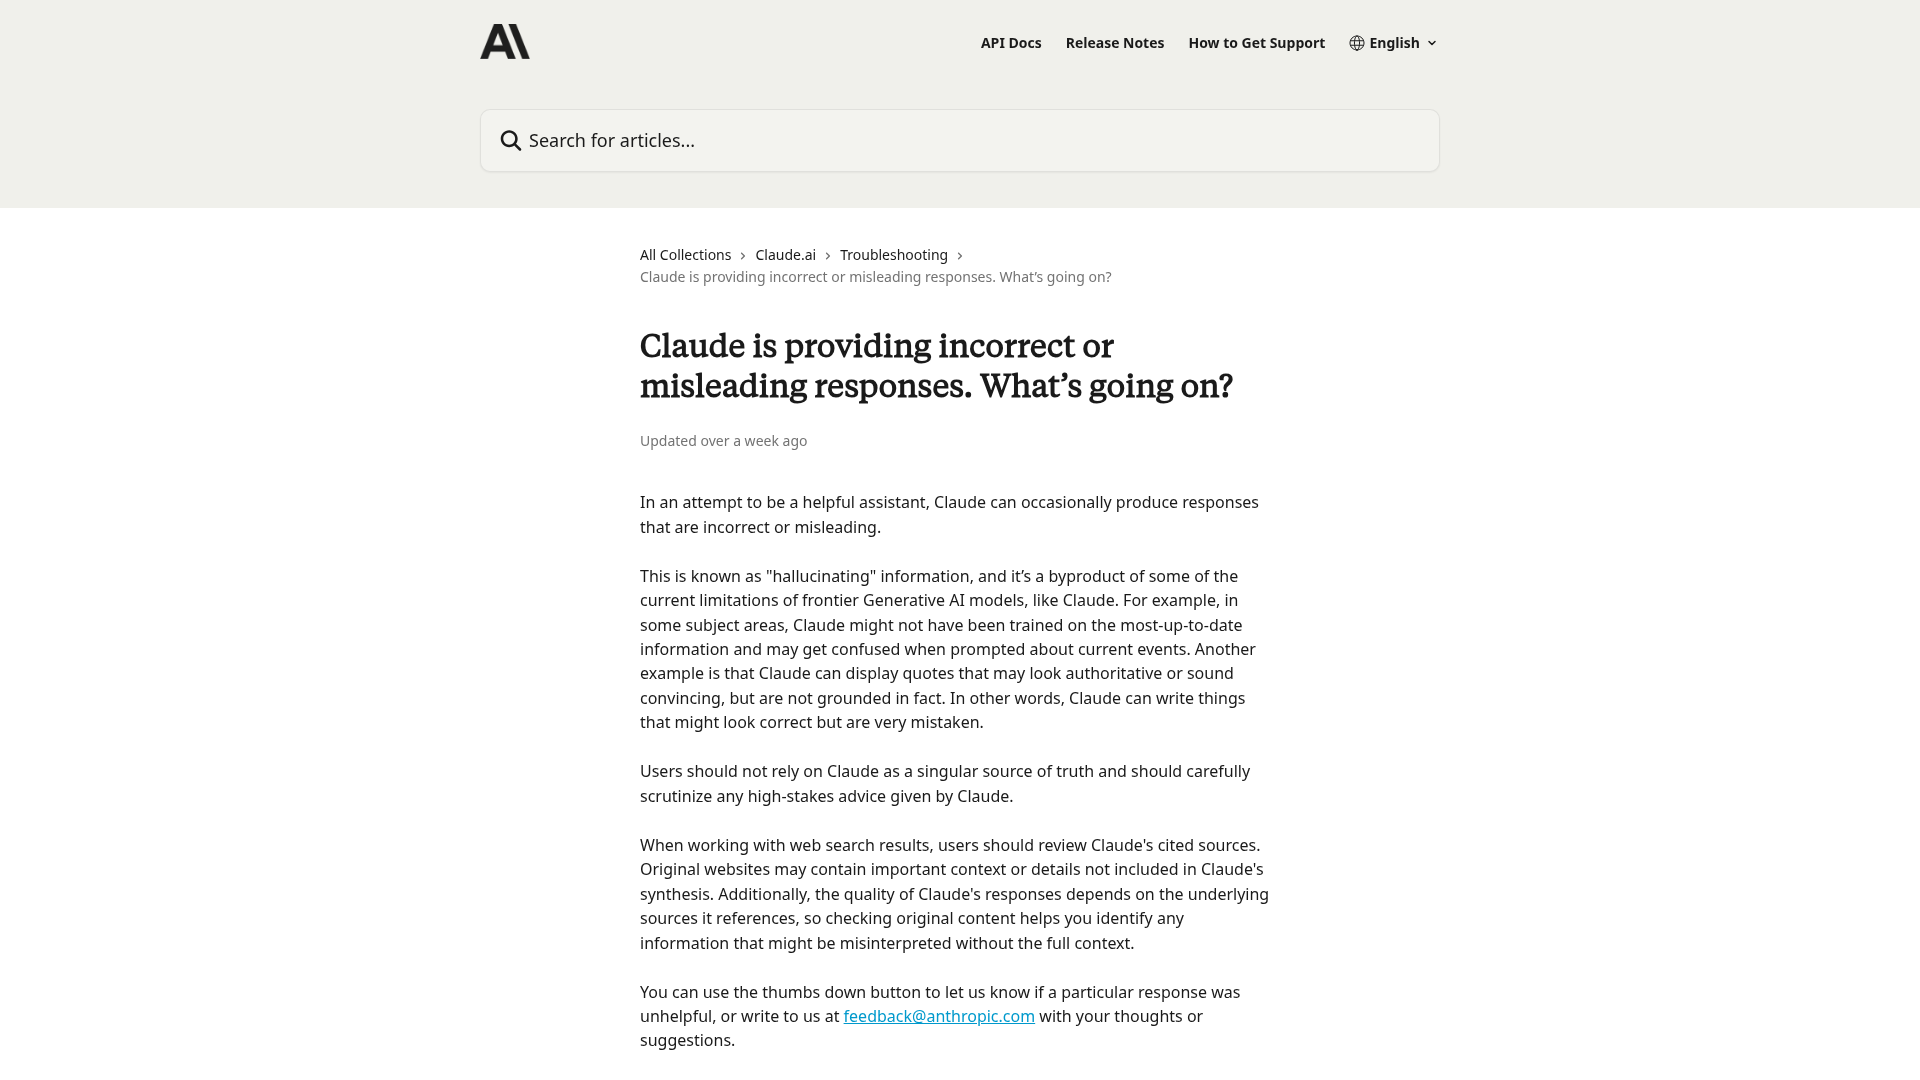 API Docs
Release Notes
How to Get Support
English
Search for articles...
All Collections
Claude.ai
Troubleshooting
Claude is providing incorrect or misleading responses. What’s going on?
Claude is providing incorrect or
misleading responses. What’s going on?
Updated over a week ago
In an attempt to be a helpful assistant, Claude can occasionally produce responses
that are incorrect or misleading.
This is known as "hallucinating" information, and it’s a byproduct of some of the
current limitations of frontier Generative AI models, like Claude. For example, in
some subject areas, Claude might not have been trained on the most-up-to-date
information and may get confused when prompted about current events. Another
example is that Claude can display quotes that may look authoritative or sound
convincing, but are not grounded in fact. In other words, Claude can write things
that might look correct but are very mistaken.
Users should not rely on Claude as a singular source of truth and should carefully
scrutinize any high-stakes advice given by Claude.
When working with web search results, users should review Claude's cited sources.
Original websites may contain important context or details not included in Claude's
synthesis. Additionally, the quality of Claude's responses depends on the underlying
sources it references, so checking original content helps you identify any
information that might be misinterpreted without the full context.
You can use the thumbs down button to let us know if a particular response was
unhelpful, or write to us at feedback@anthropic.com with your thoughts or
suggestions.